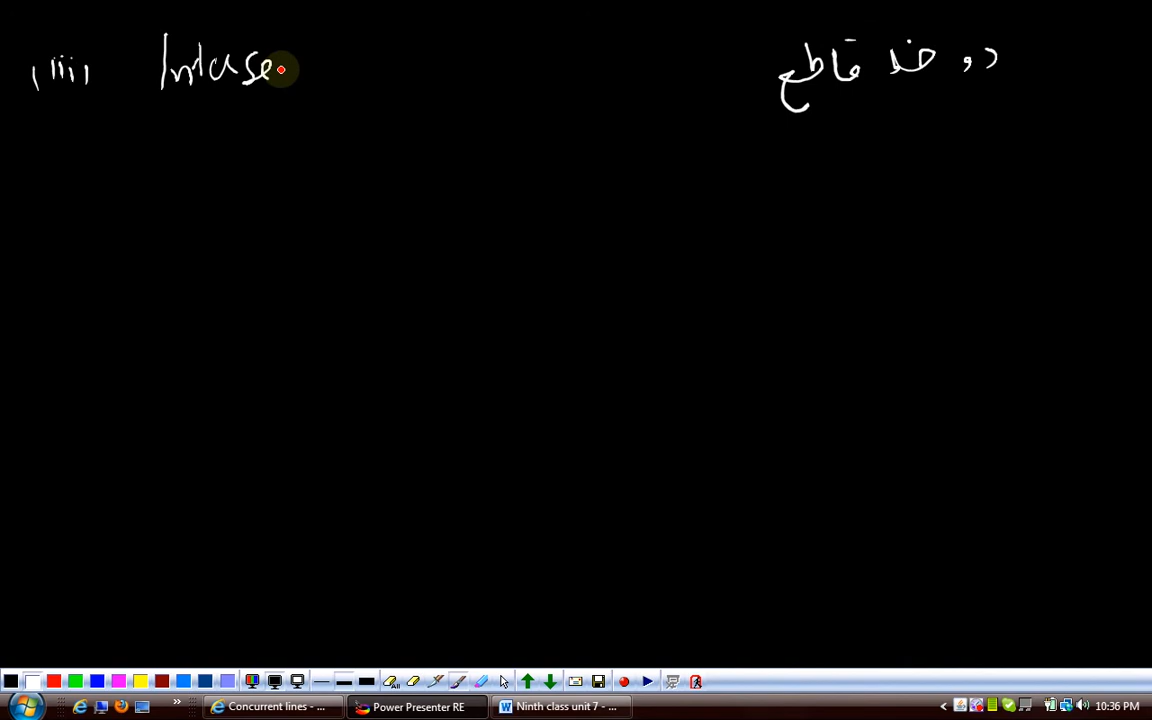 (iii) Interse دو خط قاطع
Concurrent lines - ...
Power Presenter RE
Ninth class unit 7 - ...
10:36 PM